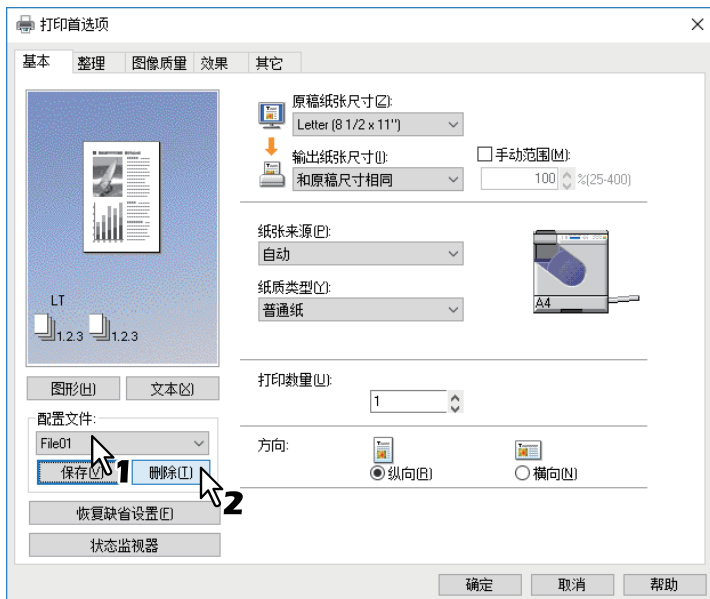 打印首选项
基本 整理 图像质量 效果 其它
原稿纸张尺寸(Z):
Letter (8 1/2 x 11")
输出纸张尺寸(I):
和原稿尺寸相同
手动范围(M):
100 %(25-400)
纸张来源(P):
自动
纸质类型(Y):
普通纸
A4
LT
1.2.3 1.2.3
图形(H) 文本(X)
配置文件:
File01
保存(V) 1 删除(T) 2
恢复缺省设置(F)
状态监视器
打印数量(U):
1
方向:
纵向(R) 横向(N)
确定 取消 帮助